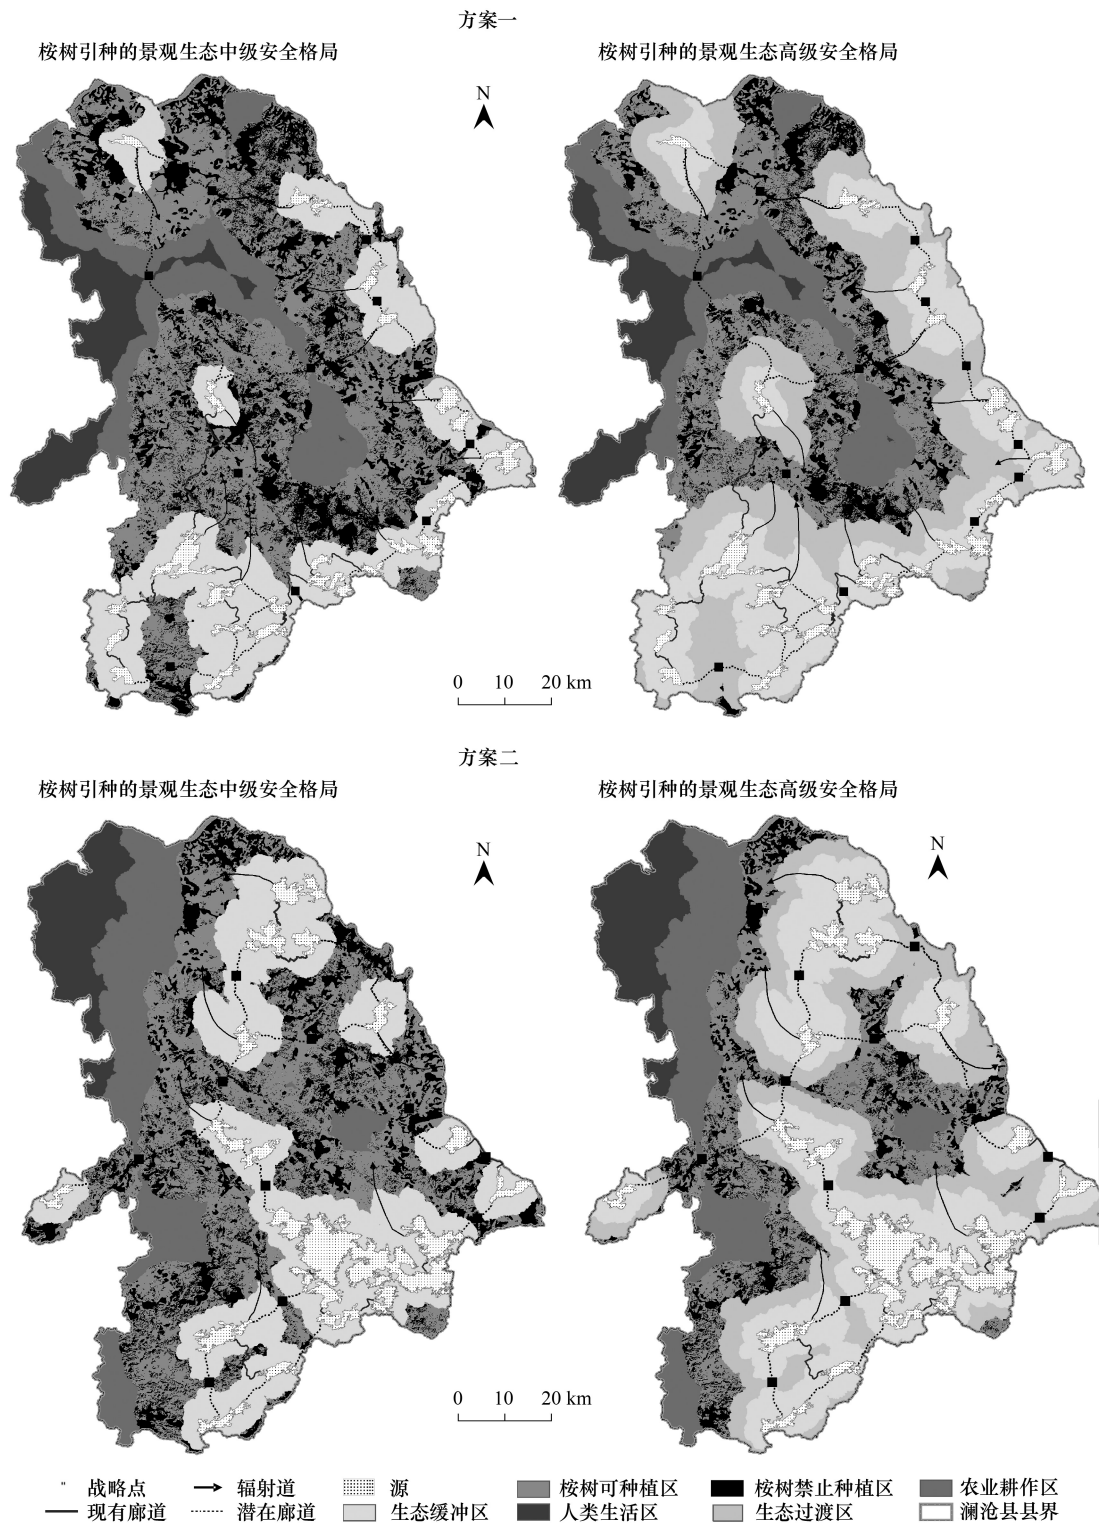 方案一
桉树引种的景观生态中级安全格局
桉树引种的景观生态高级安全格局
N
0 10 20 km
方案二
桉树引种的景观生态中级安全格局
桉树引种的景观生态高级安全格局
N
N
0 10 20 km
战略点 辐射道 源 桉树可种植区 桉树禁止种植区 农业耕作区
现有廊道 潜在廊道 生态缓冲区 人类生活区 生态过渡区 澜沧县县界